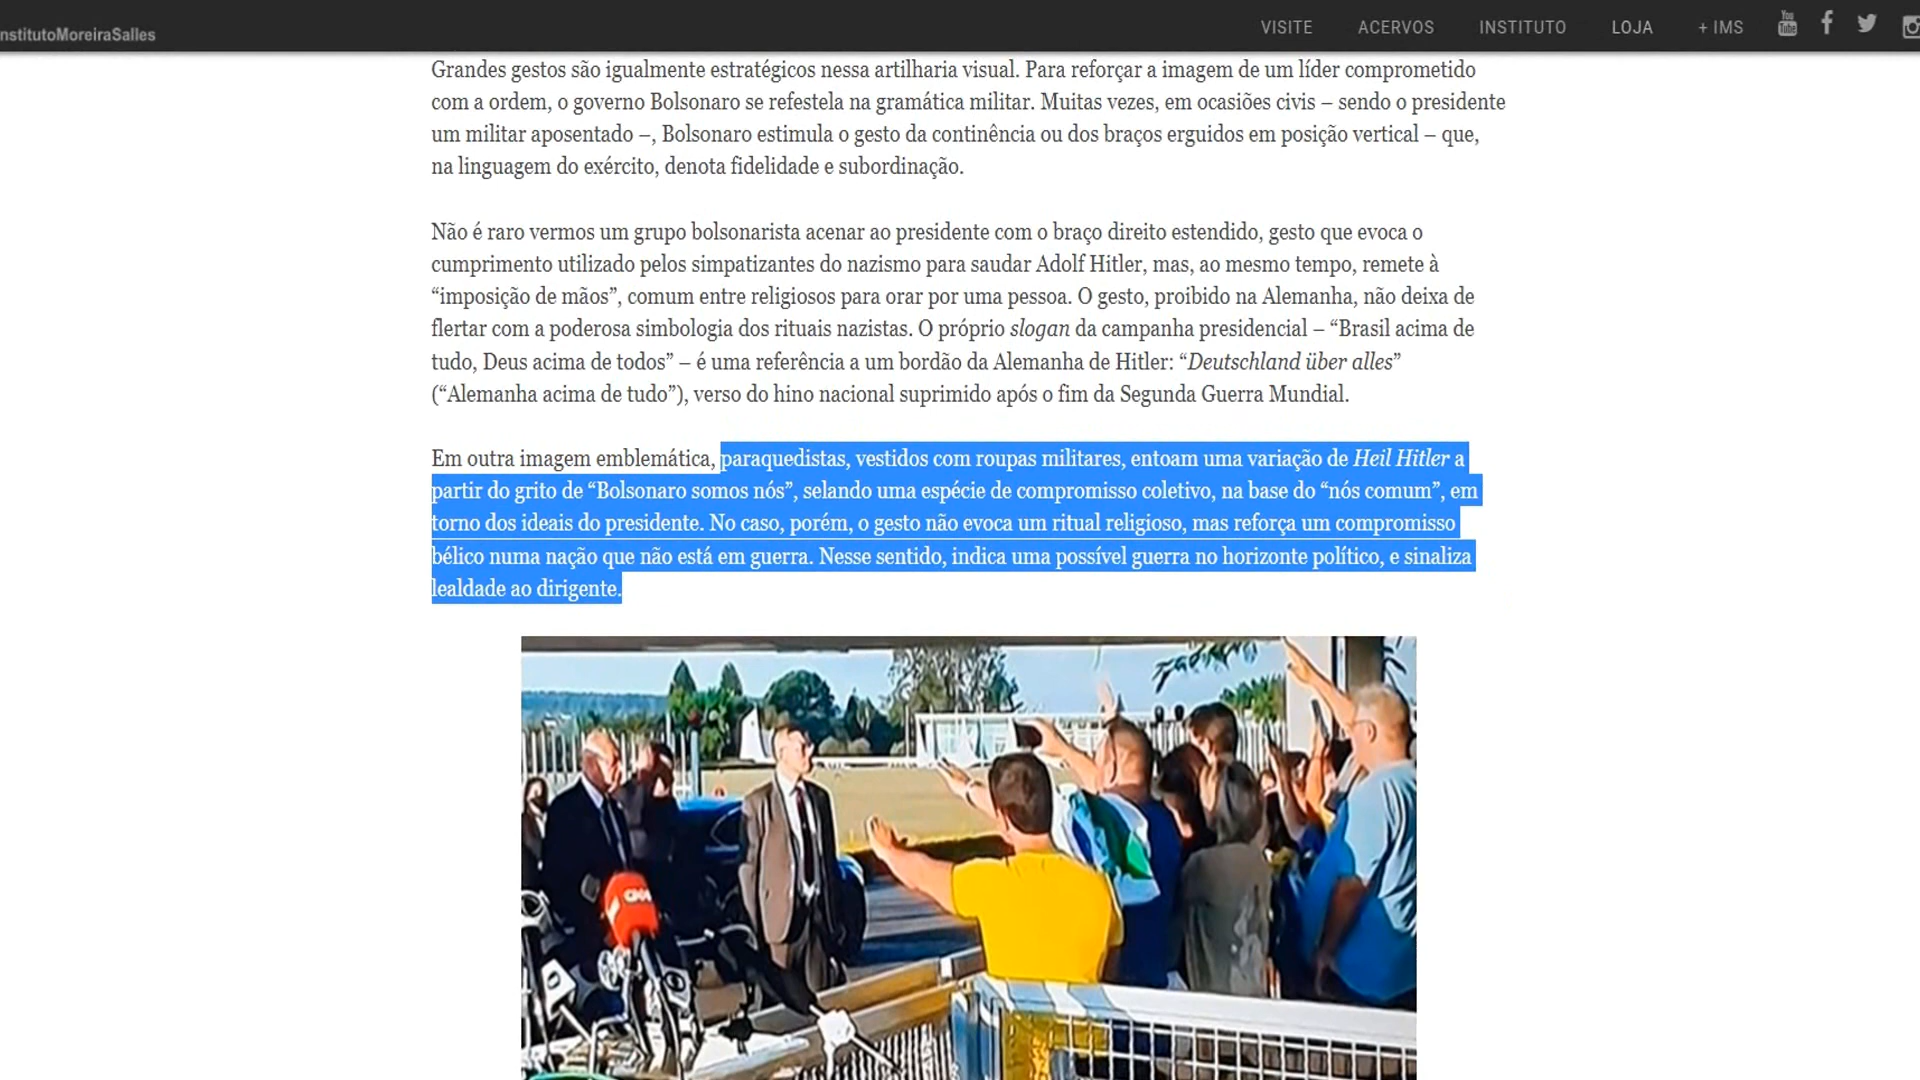 nstitutoMoreiraSalles
VISITE ACERVOS INSTITUTO LOJA + IMS You Tube
Grandes gestos são igualmente estratégicos nessa artilharia visual. Para reforçar a imagem de um líder comprometido
com a ordem, o governo Bolsonaro se refestela na gramática militar. Muitas vezes, em ocasiões civis – sendo o presidente
um militar aposentado –, Bolsonaro estimula o gesto da continência ou dos braços erguidos em posição vertical – que,
na linguagem do exército, denota fidelidade e subordinação.
Não é raro vermos um grupo bolsonarista acenar ao presidente com o braço direito estendido, gesto que evoca o
cumprimento utilizado pelos simpatizantes do nazismo para saudar Adolf Hitler, mas, ao mesmo tempo, remete à
“imposição de mãos”, comum entre religiosos para orar por uma pessoa. O gesto, proibido na Alemanha, não deixa de
flertar com a poderosa simbologia dos rituais nazistas. O próprio slogan da campanha presidencial – “Brasil acima de
tudo, Deus acima de todos” – é uma referência a um bordão da Alemanha de Hitler: “Deutschland über alles”
(“Alemanha acima de tudo”), verso do hino nacional suprimido após o fim da Segunda Guerra Mundial.
Em outra imagem emblemática, paraquedistas, vestidos com roupas militares, entoam uma variação de Heil Hitler a
partir do grito de “Bolsonaro somos nós”, selando uma espécie de compromisso coletivo, na base do “nós comum”, em
torno dos ideais do presidente. No caso, porém, o gesto não evoca um ritual religioso, mas reforça um compromisso
bélico numa nação que não está em guerra. Nesse sentido, indica uma possível guerra no horizonte político, e sinaliza
lealdade ao dirigente.
CNN